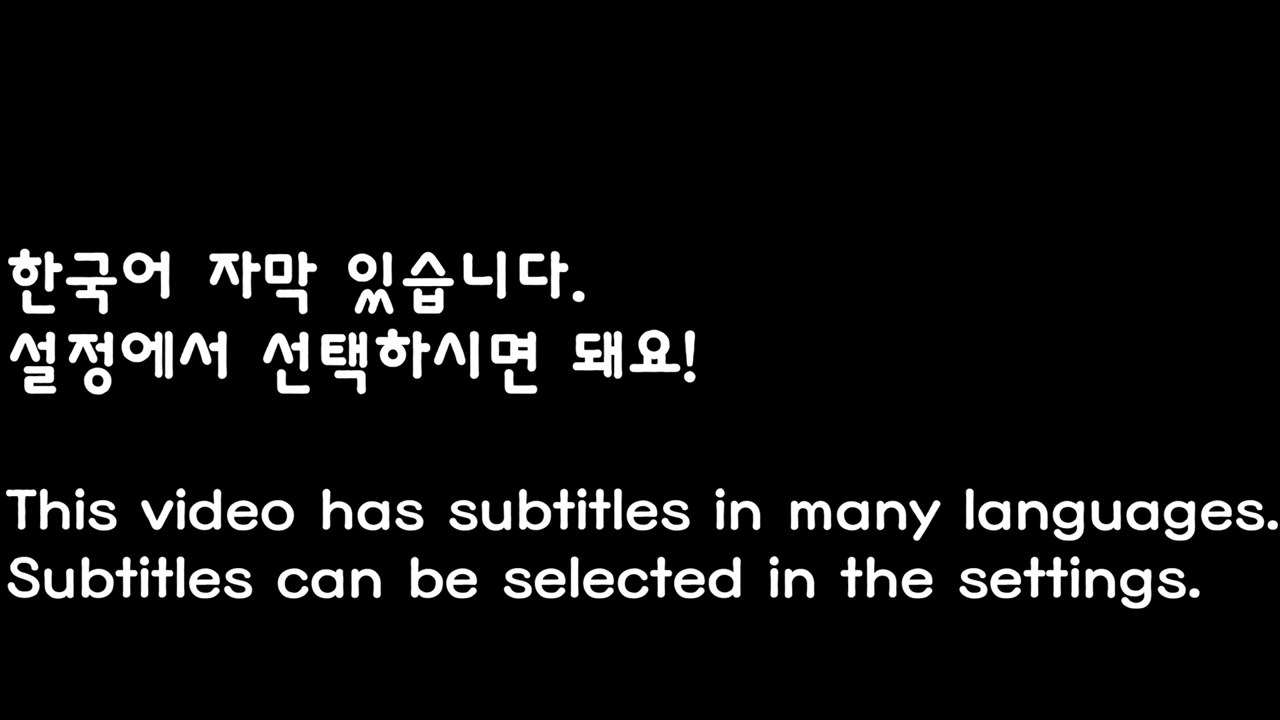 한국어 자막 있습니다.
설정에서 선택하시면 돼요!
This video has subtitles in many languages.
Subtitles can be selected in the settings.